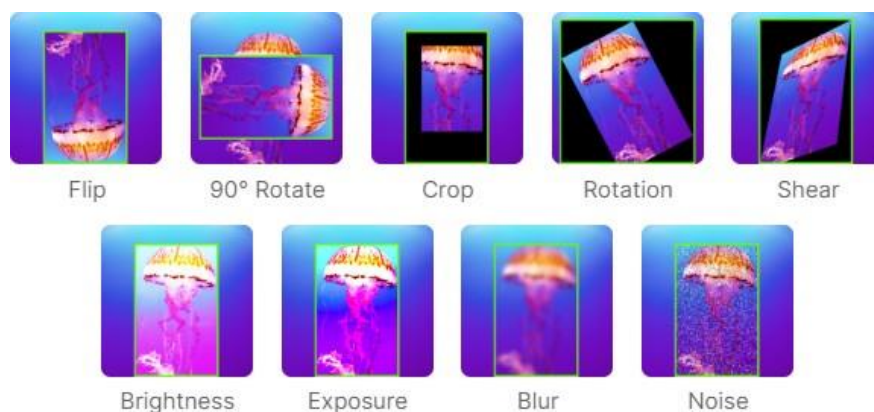 Flip
90° Rotate
Crop
Rotation
Shear
Brightness
Exposure
Blur
Noise